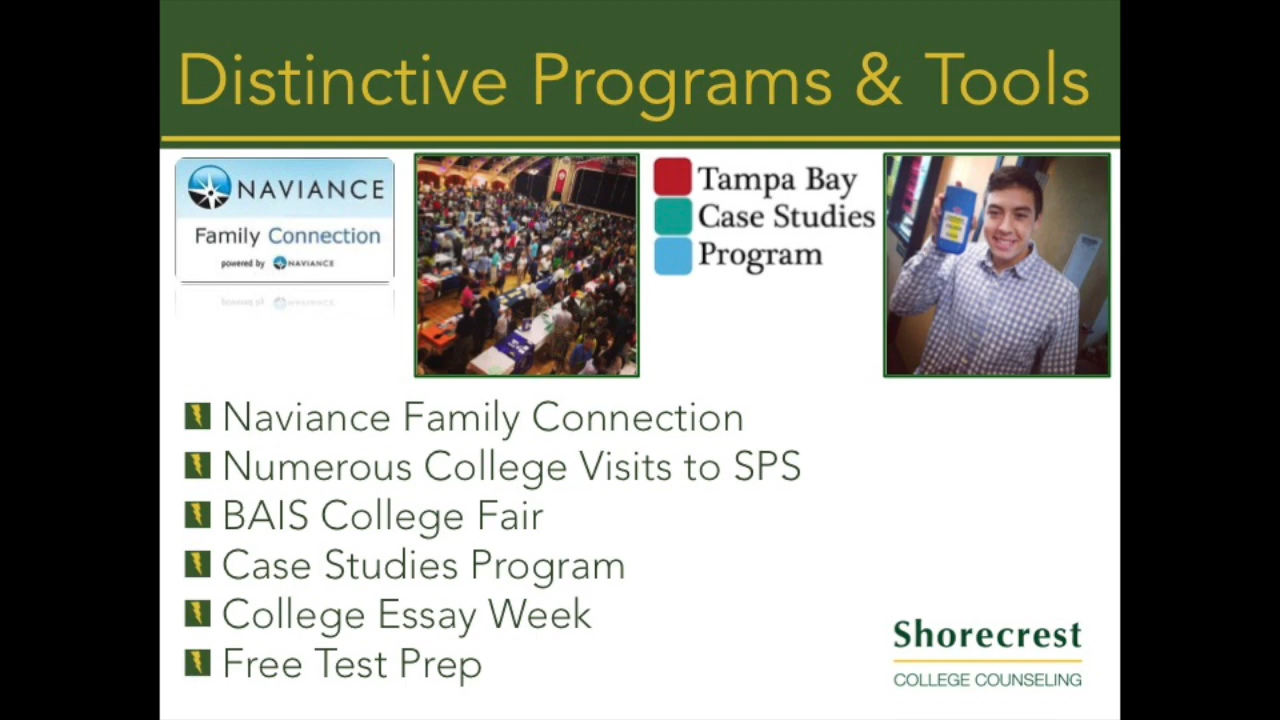 Distinctive Programs & Tools
NAVIANCE
Family Connection
powered by NAVIANCE
Tampa Bay
Case Studies
Program
Naviance Family Connection
Numerous College Visits to SPS
BAIS College Fair
Case Studies Program
College Essay Week
Free Test Prep
Shorecrest
COLLEGE COUNSELING